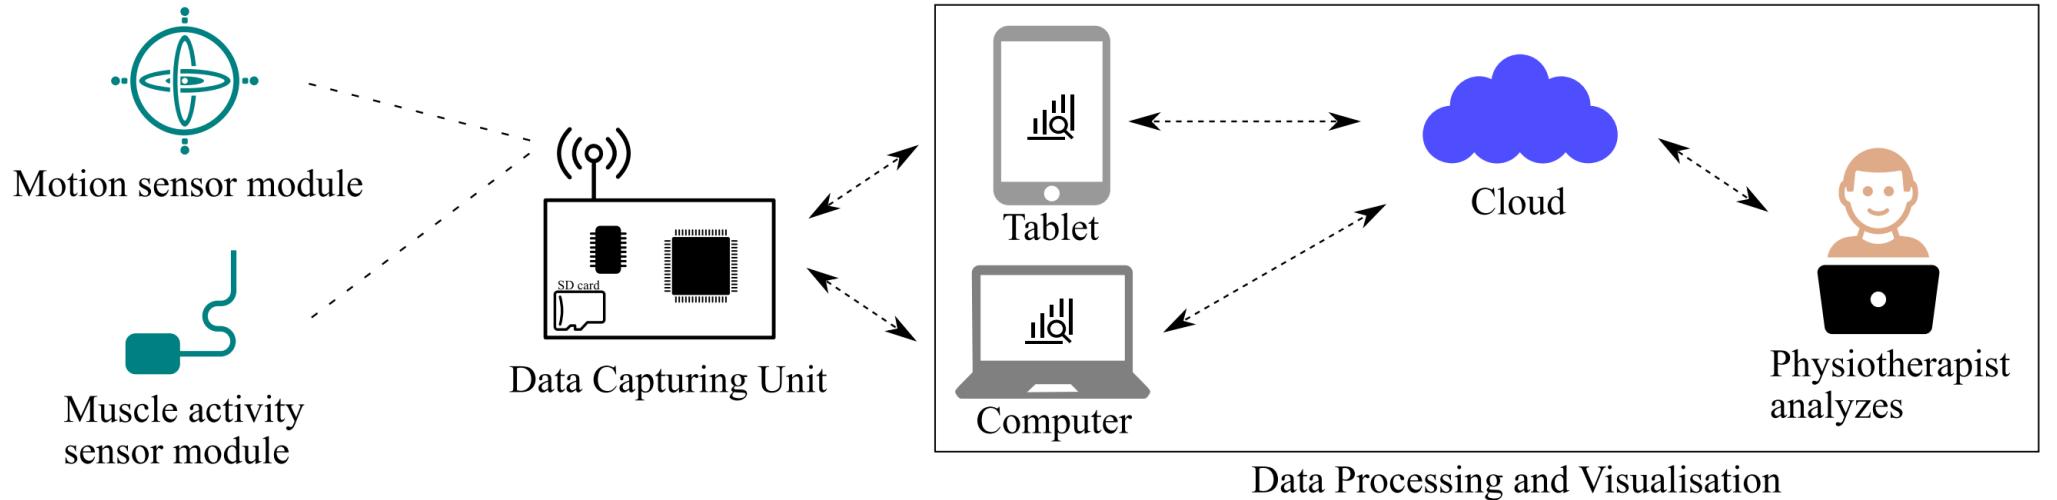 Motion sensor module
Muscle activity
sensor module
SD card
Data Capturing Unit
Tablet
Computer
Cloud
Physiotherapist
analyzes
Data Processing and Visualisation